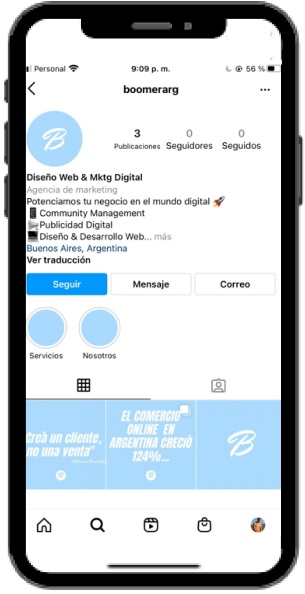 Personal 9:09 p. m. 56 %
boomerarg
B
3 0 0
Publicaciones Seguidores Seguidos
Diseño Web & Mktg Digital
Agencia de marketing
Potenciamos tu negocio en el mundo digital 🚀
Community Management
Publicidad Digital
Diseño & Desarrollo Web... más
Buenos Aires, Argentina
Ver traducción
Seguir Mensaje Correo
Servicios Nosotros
Creá un cliente,
no una venta"
EL COMERCIO
ONLINE EN
ARGENTINA CRECIÓ
124%...
B